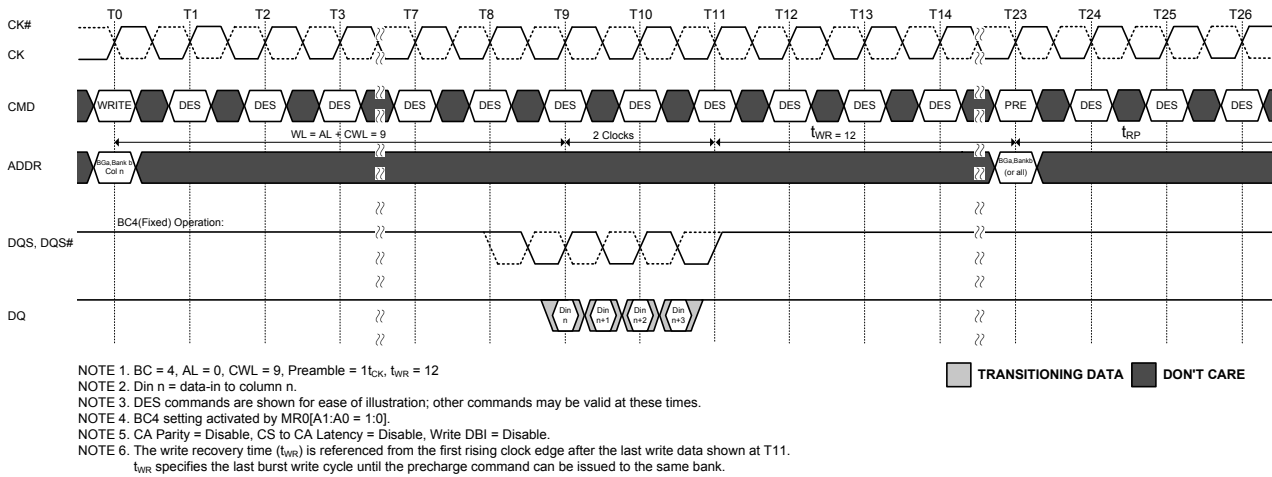 T0 T1 T2 T3 T7 T8 T9 T10 T11 T12 T13 T14 T23 T24 T25 T26
CK#
CK
CMD WRITE DES DES DES DES DES DES DES DES DES DES DES PRE DES DES DES
WL = AL + CWL = 9 2 Clocks tWR = 12 tRP
ADDR
BGa,Bank b
Col n
BGa,Bankb
(or all)
BC4(Fixed) Operation:
DQS, DQS#
DQ
Din
n
Din
n+1
Din
n+2
Din
n+3
NOTE 1. BC = 4, AL = 0, CWL = 9, Preamble = 1tCK, tWR = 12
NOTE 2. Din n = data-in to column n.
NOTE 3. DES commands are shown for ease of illustration; other commands may be valid at these times.
NOTE 4. BC4 setting activated by MR0[A1:A0 = 1:0].
NOTE 5. CA Parity = Disable, CS to CA Latency = Disable, Write DBI = Disable.
NOTE 6. The write recovery time (tWR) is referenced from the first rising clock edge after the last write data shown at T11.
tWR specifies the last burst write cycle until the precharge command can be issued to the same bank.
TRANSITIONING DATA DON'T CARE